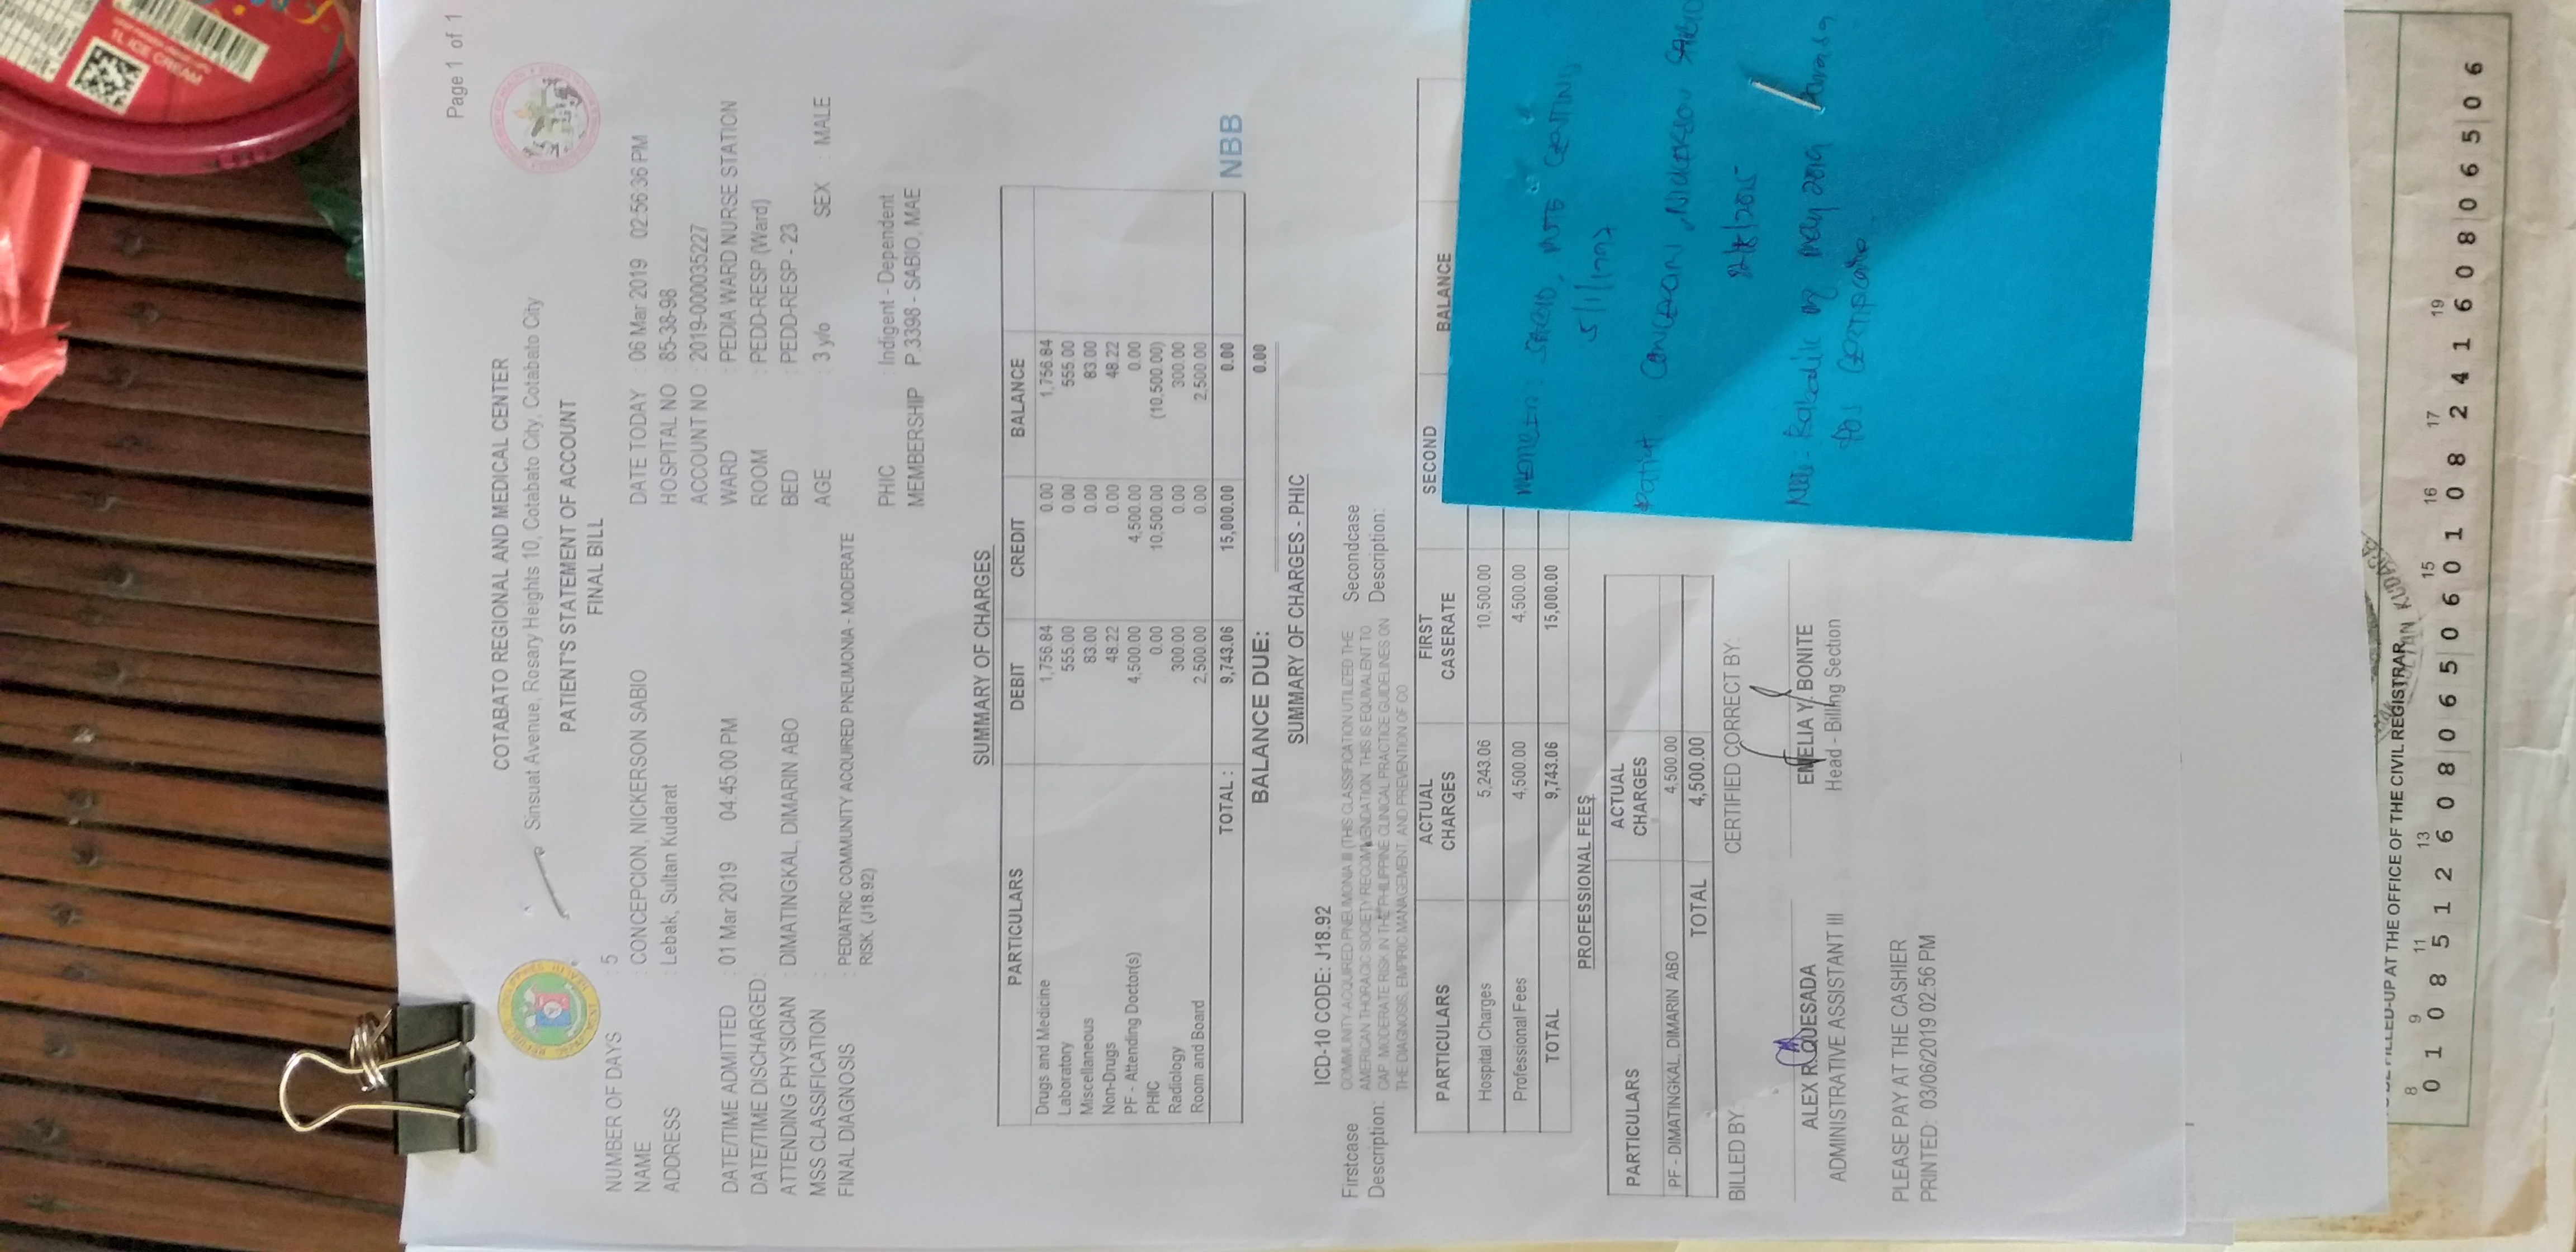 Page 1 of 1
COTABATO REGIONAL AND MEDICAL CENTER
Sinsuat Avenue, Rosary Heights 10, Cotabato City, Cotabato City
PATIENT'S STATEMENT OF ACCOUNT
FINAL BILL
NUMBER OF DAYS : 5
DATE TODAY : 06 Mar 2019 02:56:36 PM
NAME : CONCEPCION, NICKERSON SABIO
HOSPITAL NO : 85-38-98
ADDRESS : Lebak, Sultan Kudarat
ACCOUNT NO : 2019-000035227
DATE/TIME ADMITTED : 01 Mar 2019 04:45:00 PM
WARD : PEDIA WARD NURSE STATION
DATE/TIME DISCHARGED :
ROOM : PEDD-RESP (Ward)
ATTENDING PHYSICIAN : DIMATINGKAL, DIMARIN ABO
BED : PEDD-RESP - 23
MSS CLASSIFICATION :
AGE : 3 y/o SEX : MALE
FINAL DIAGNOSIS : PEDIATRIC COMMUNITY ACQUIRED PNEUMONIA - MODERATE
RISK, (J18.92)
PHIC : Indigent - Dependent
MEMBERSHIP P 3398 - SABIO, MAE
SUMMARY OF CHARGES
PARTICULARS DEBIT CREDIT BALANCE
Drugs and Medicine 1,756.84 0.00 1,756.84
Laboratory 555.00 0.00 555.00
Miscellaneous 83.00 0.00 83.00
Non-Drugs 48.22 0.00 48.22
PF - Attending Doctor(s) 4,500.00 4,500.00 0.00
PHIC 0.00 10,500.00 (10,500.00)
Radiology 300.00 0.00 300.00
Room and Board 2,500.00 0.00 2,500.00
TOTAL : 9,743.06 15,000.00 0.00 NBB
BALANCE DUE: 0.00
SUMMARY OF CHARGES - PHIC
ICD-10 CODE: J18.92
Firstcase Description: COMMUNITY-ACQUIRED PNEUMONIA III (THIS CLASSIFICATION UTILIZED THE
AMERICAN THORACIC SOCIETY RECOMMENDATION THIS IS EQUIVALENT TO
CAP MODERATE RISK IN THE PHILIPPINE CLINICAL PRACTICE GUIDELINES ON
THE DIAGNOSIS, EMPIRIC MANAGEMENT, AND PREVENTION OF CO
Secondcase Description:
PARTICULARS ACTUAL CHARGES FIRST CASERATE SECOND BALANCE
Hospital Charges 5,243.06 10,500.00
Professional Fees 4,500.00 4,500.00
TOTAL 9,743.06 15,000.00
PROFESSIONAL FEES
PARTICULARS ACTUAL CHARGES
PF - DIMATINGKAL, DIMARIN ABO 4,500.00
TOTAL 4,500.00
BILLED BY: CERTIFIED CORRECT BY:
ALEX R. QUESADA EMELIA Y. BONITE
ADMINISTRATIVE ASSISTANT III Head - Billing Section
PLEASE PAY AT THE CASHIER
PRINTED: 03/06/2019 02:56 PM
5/1/1997
Patient CONCEPCION, NICKERSON SABIO
FILLED-UP AT THE OFFICE OF THE CIVIL REGISTRAR
8 9 11 13 15 16 17 19
0 1 0 8 5 1 2 6 0 8 0 6 5 0 6 0 1 0 8 2 4 1 6 0 8 0 6 5 0 6
1L ICE CREAM